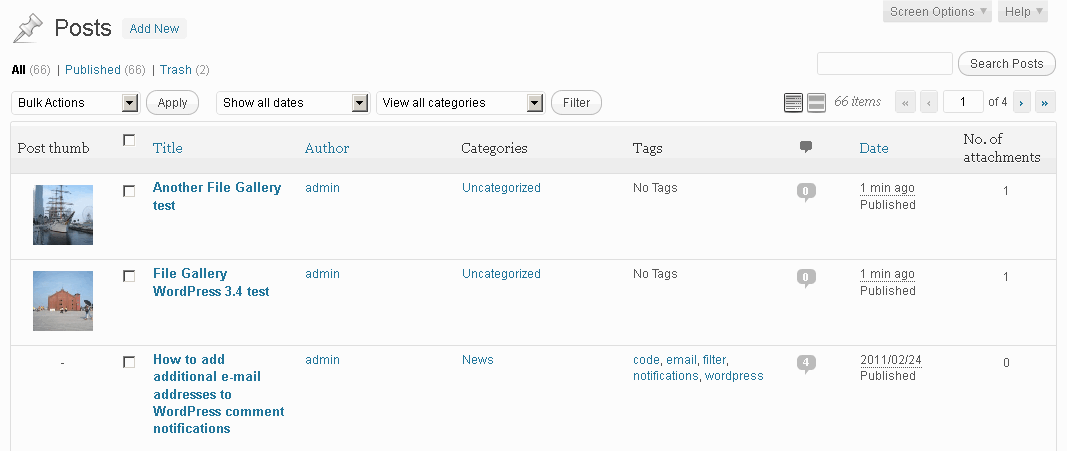 Screen Options Help
Posts Add New
All (66) | Published (66) | Trash (2)
Search Posts
Bulk Actions Apply Show all dates View all categories Filter 66 items « ‹ 1 of 4 › »
Post thumb Title Author Categories Tags Date No. of
attachments
Another File Gallery admin Uncategorized No Tags 0 1 min ago 1
test Published
File Gallery admin Uncategorized No Tags 0 1 min ago 1
WordPress 3.4 test Published
- How to add admin News code, email, filter, 4 2011/02/24 0
additional e-mail notifications, wordpress Published
addresses to
WordPress comment
notifications